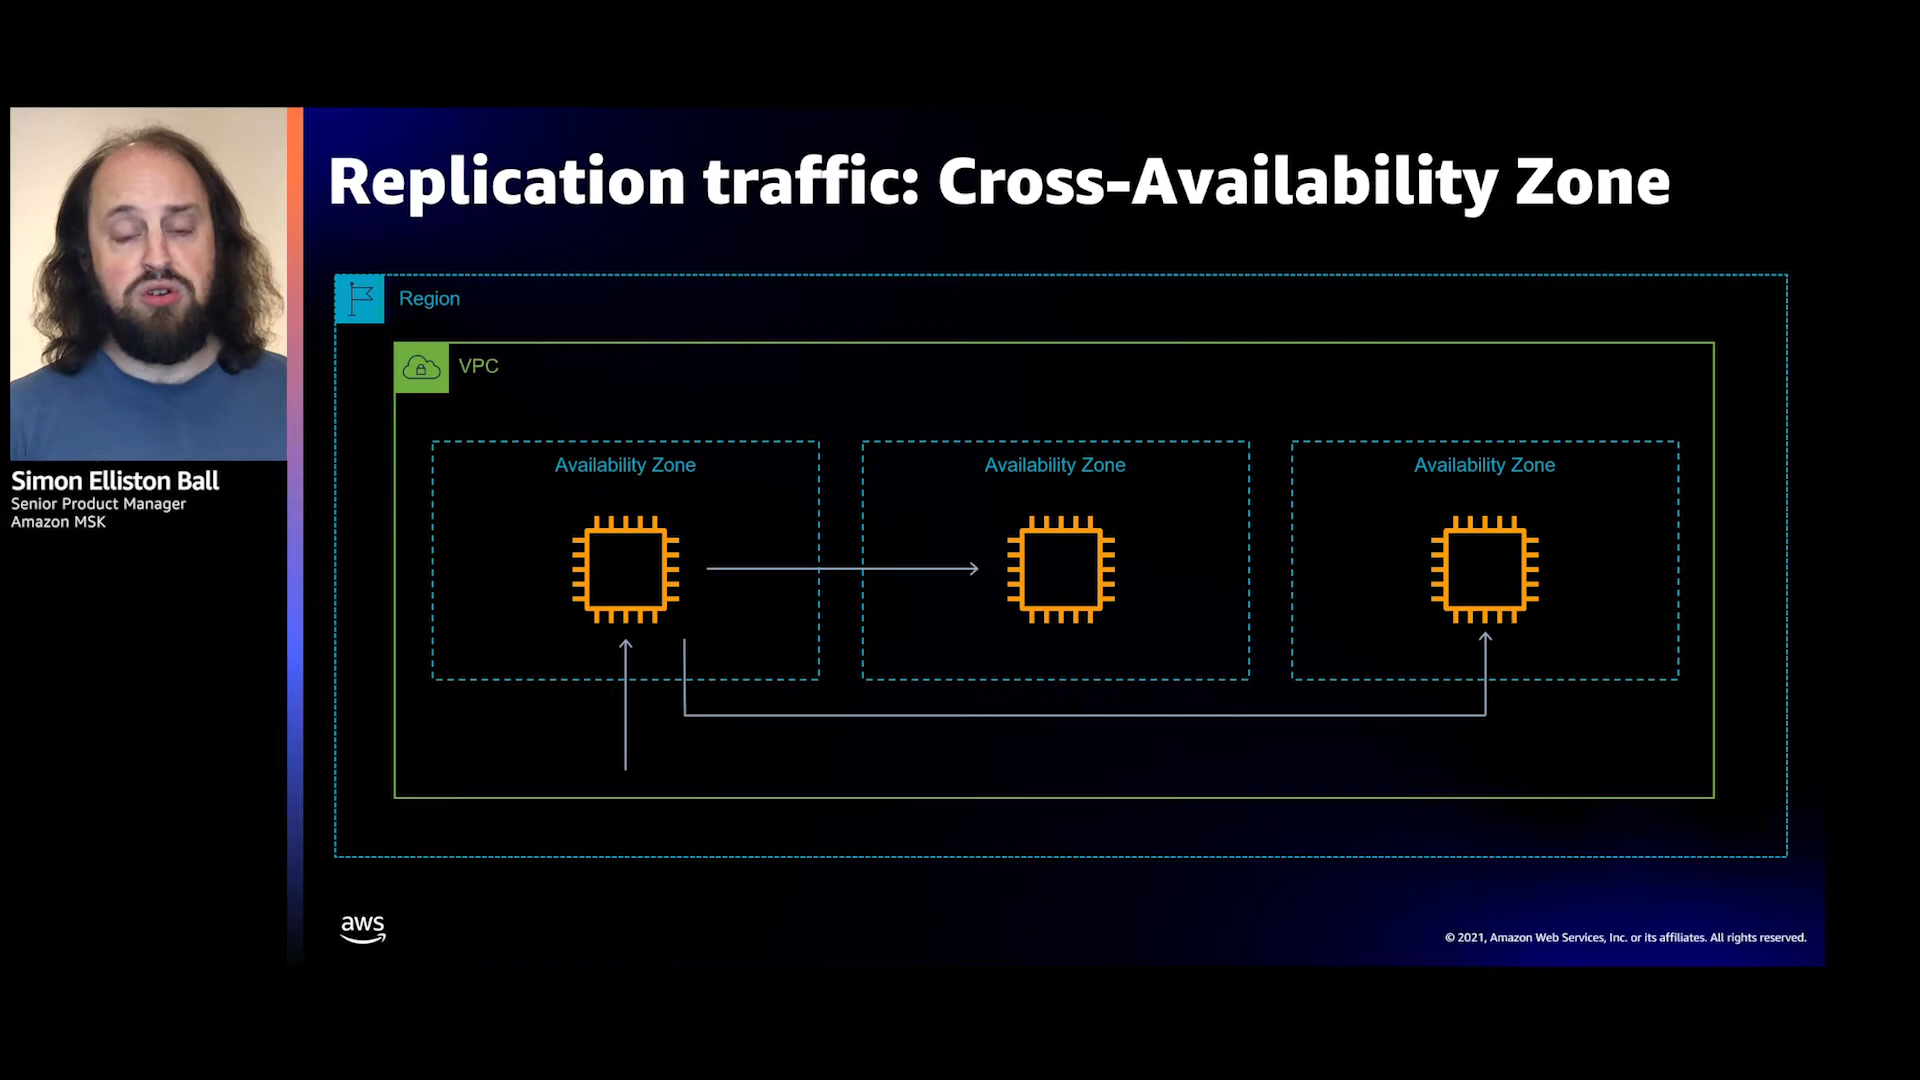 Replication traffic: Cross-Availability Zone
Region
VPC
Availability Zone
Availability Zone
Availability Zone
Simon Elliston Ball
Senior Product Manager
Amazon MSK
aws
© 2021, Amazon Web Services, Inc. or its affiliates. All rights reserved.